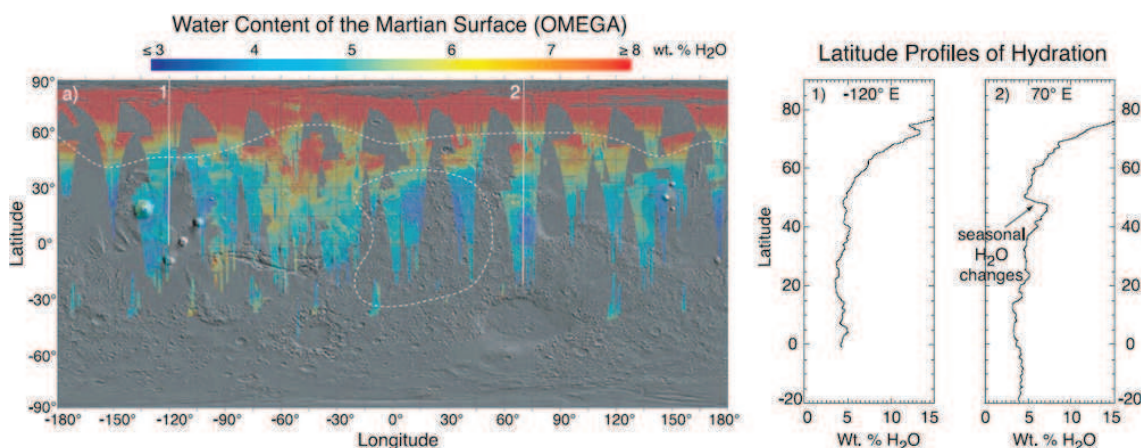 Water Content of the Martian Surface (OMEGA)
≤ 3 4 5 6 7 ≥ 8 wt. % H2O
a) 1 2
90°
60°
30°
0°
-30°
-60°
-90°
Latitude
-180° -150° -120° -90° -60° -30° 0° 30° 60° 90° 120° 150° 180°
Longitude
Latitude Profiles of Hydration
1) -120° E
80
60
40
20
0
-20
Latitude
0 5 10 15
Wt. % H2O
2) 70° E
seasonal
H2O
changes
80
60
40
20
0
-20
0 5 10 15
Wt. % H2O